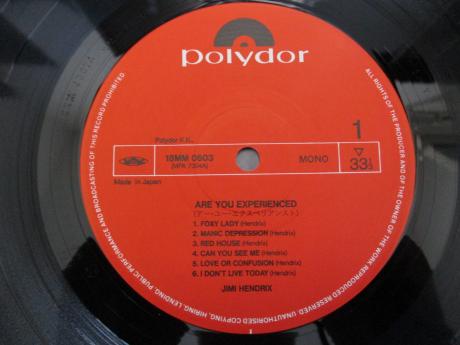 polydor
Polydor K.K.,
1
18MM 0603
(MPA 7304A)
MONO
33⅓
Made in Japan
ARE YOU EXPERIENCED
(アー・ユー・エクスペリアンスト)
1. FOXY LADY (Hendrix)
2. MANIC DEPRESSION (Hendrix)
3. RED HOUSE (Hendrix)
4. CAN YOU SEE ME (Hendrix)
5. LOVE OR CONFUSION (Hendrix)
6. I DON'T LIVE TODAY (Hendrix)
JIMI HENDRIX
ALL RIGHTS OF THE PRODUCER AND OF THE OWNER OF THE WORK REPRODUCED RESERVED UNAUTHORISED COPYING, HIRING, LENDING, PUBLIC PERFORMANCE AND BROADCASTING OF THIS RECORD PROHIBITED